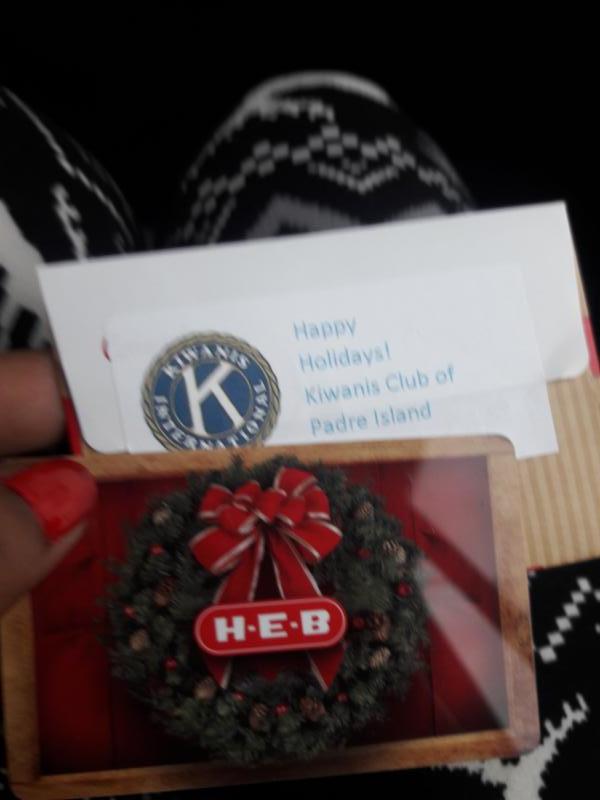 KIWANIS
K
INTERNATIONAL
Happy
Holidays!
Kiwanis Club of
Padre Island
H·E·B